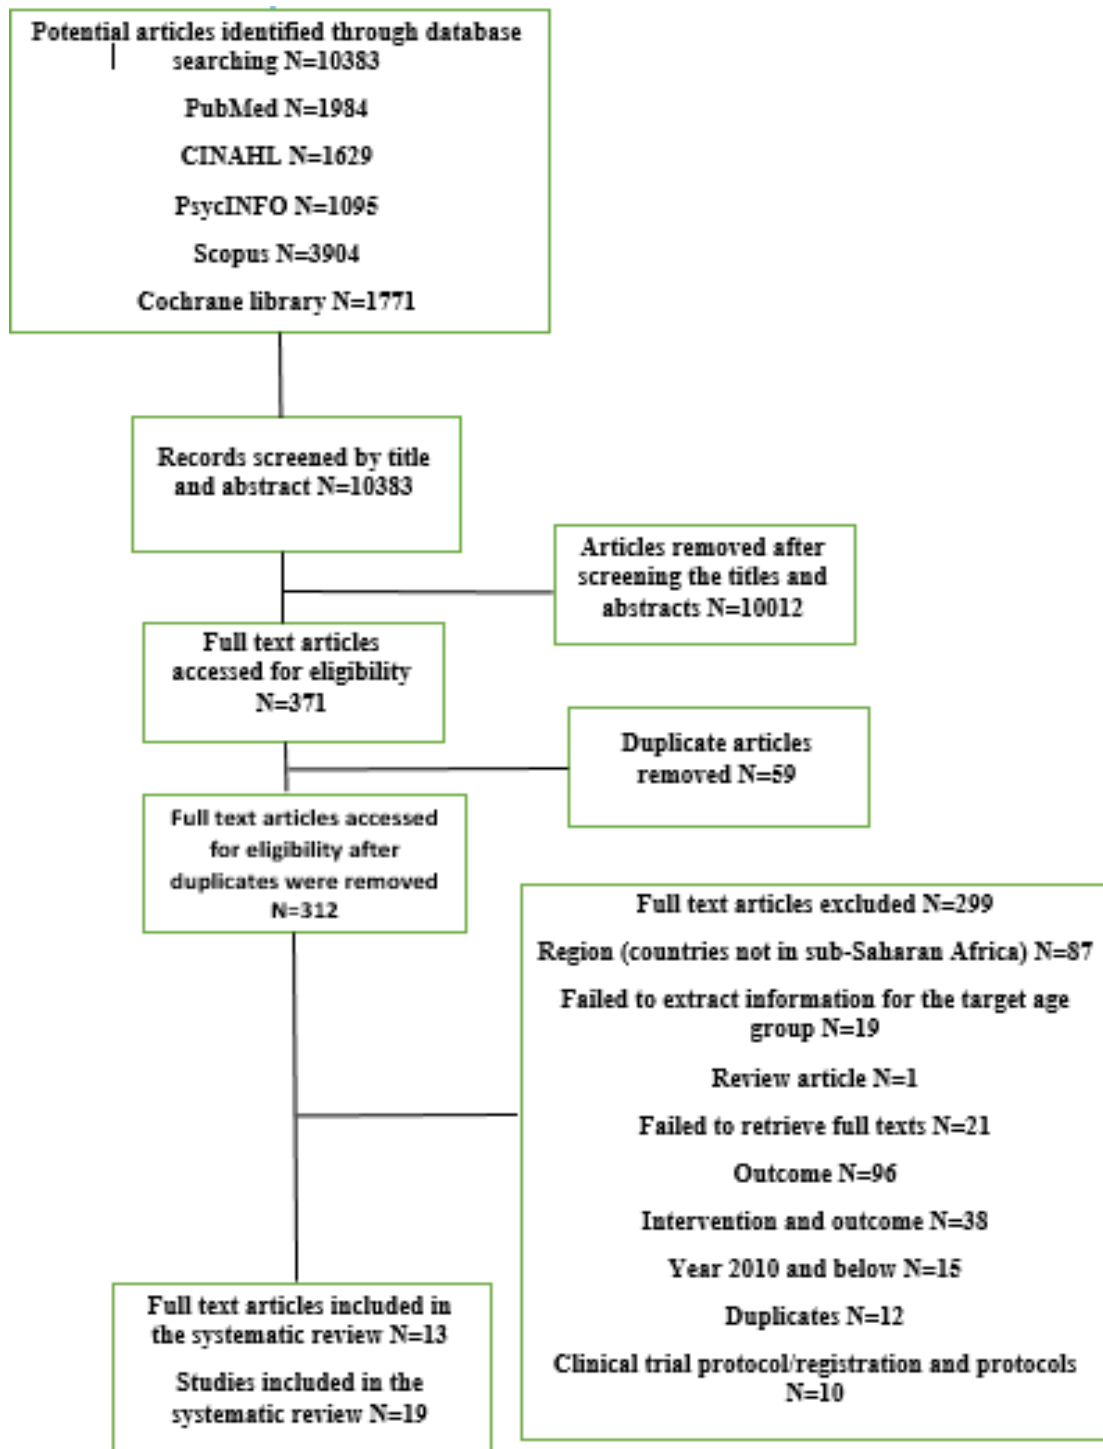 Potential articles identified through database
searching N=10383
PubMed N=1984
CINAHL N=1629
PsycINFO N=1095
Scopus N=3904
Cochrane library N=1771
Records screened by title
and abstract N=10383
Articles removed after
screening the titles and
abstracts N=10012
Full text articles
accessed for eligibility
N=371
Duplicate articles
removed N=59
Full text articles accessed
for eligibility after
duplicates were removed
N=312
Full text articles excluded N=299
Region (countries not in sub-Saharan Africa) N=87
Failed to extract information for the target age
group N=19
Review article N=1
Failed to retrieve full texts N=21
Outcome N=96
Intervention and outcome N=38
Year 2010 and below N=15
Duplicates N=12
Clinical trial protocol/registration and protocols
N=10
Full text articles included in
the systematic review N=13
Studies included in the
systematic review N=19